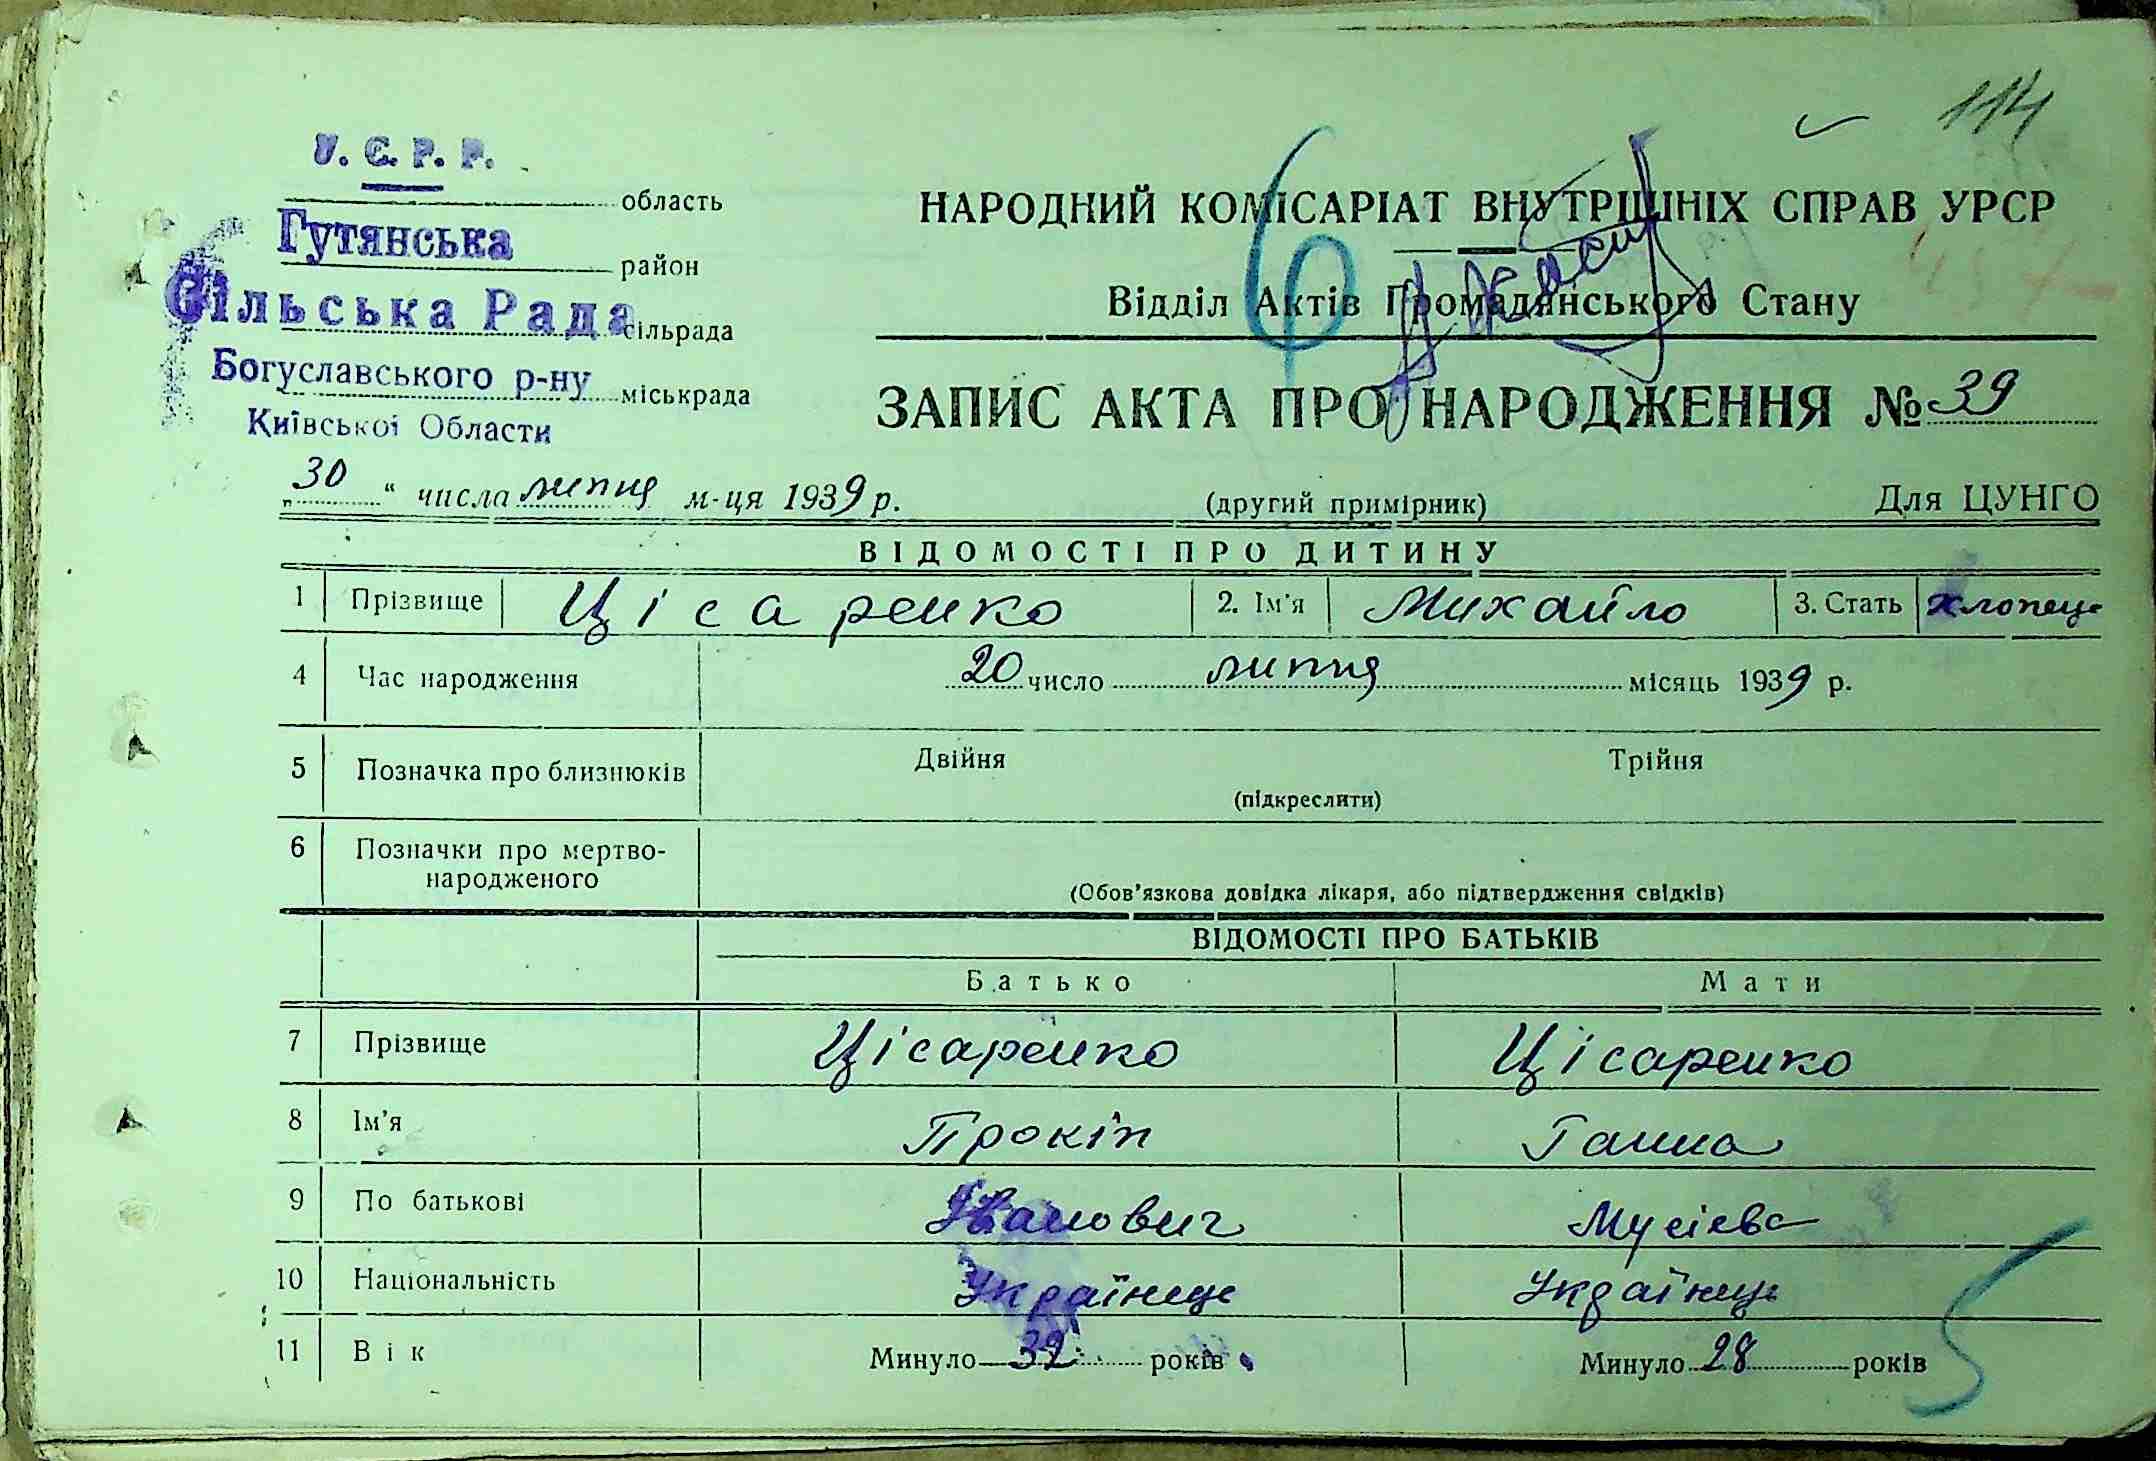 114
У. С. Р. Р.
область
НАРОДНИЙ КОМІСАРІАТ ВНУТРІШНІХ СПРАВ УРСР
Гутянська
район
6
Відділ Актів Громадянського Стану
Сільська Рада
сільрада
Богуславського р-ну
міськрада
Київської Области
ЗАПИС АКТА ПРО НАРОДЖЕННЯ № 39
„30“ числа липня м-ця 1939 р. (другий примірник) Для ЦУНГО
ВІДОМОСТІ ПРО ДИТИНУ
1 Прізвище Цісаренко 2. Ім'я Михайло 3. Стать хлопець
4 Час народження 20 число липня місяць 1939 р.
5 Позначка про близнюків Двійня Трійня
(підкреслити)
6 Позначки про мертво-
народженого
(Обов'язкова довідка лікаря, або підтвердження свідків)
ВІДОМОСТІ ПРО БАТЬКІВ
Батько Мати
7 Прізвище Цісаренко Цісаренко
8 Ім'я Прокіп Ганна
9 По батькові Іванович Мусієва
10 Національність Українець Українець
11 Вік Минуло 32 років Минуло 28 років
5